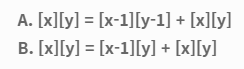 A. [x][y] = [x-1][y-1] + [x][y]
B. [x][y] = [x-1][y] + [x][y]